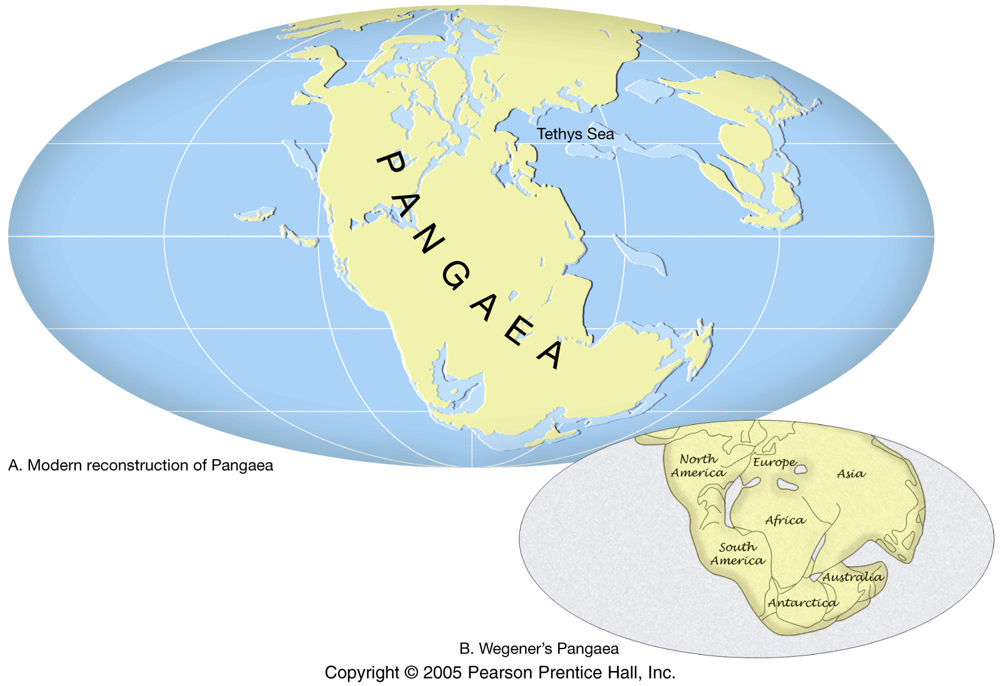 Tethys Sea
PANGAEA
A. Modern reconstruction of Pangaea
North
America
Europe
Asia
Africa
South
America
Australia
Antarctica
B. Wegener's Pangaea
Copyright © 2005 Pearson Prentice Hall, Inc.